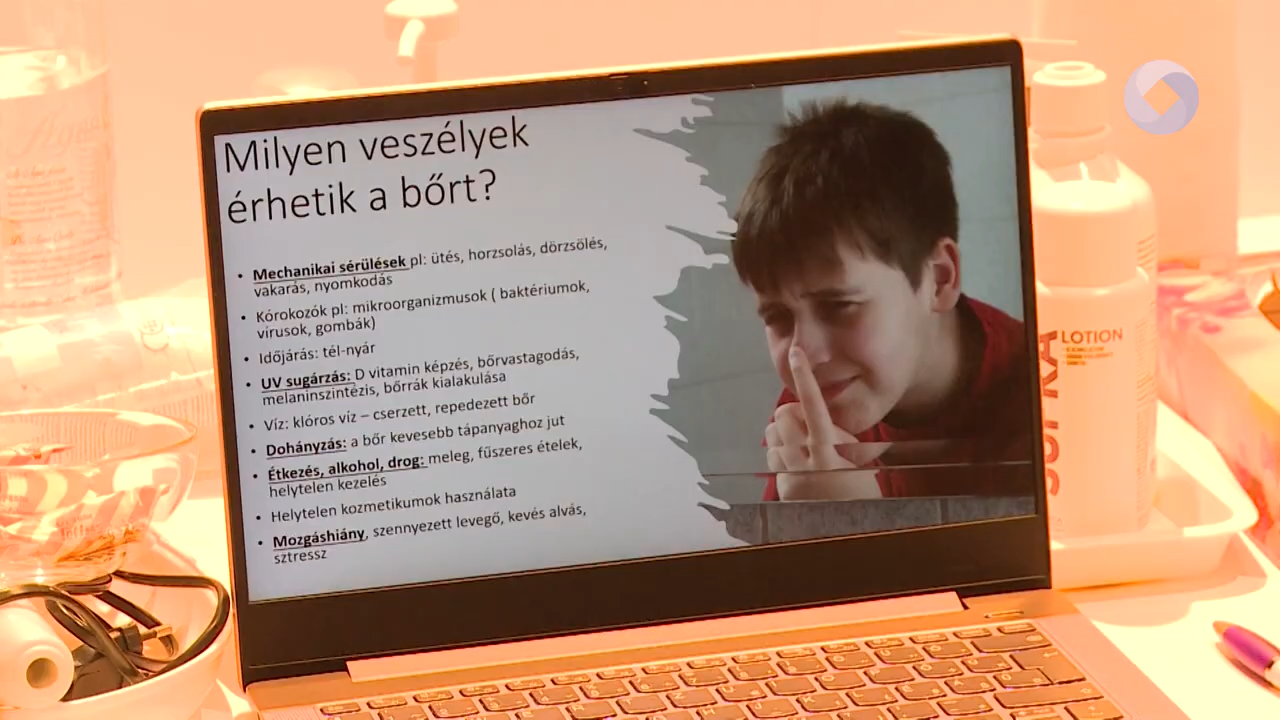 Milyen veszélyek
érhetik a bőrt?
• Mechanikai sérülések pl: ütés, horzsolás, dörzsölés,
vakarás, nyomkodás
• Kórokozók pl: mikroorganizmusok ( baktériumok,
vírusok, gombák)
• Időjárás: tél-nyár
• UV sugárzás: D vitamin képzés, bőrvastagodás,
melaninszintézis, bőrrák kialakulása
• Víz: klóros víz – cserzett, repedezett bőr
• Dohányzás: a bőr kevesebb tápanyaghoz jut
• Étkezés, alkohol, drog: meleg, fűszeres ételek,
helytelen kezelés
• Helytelen kozmetikumok használata
• Mozgáshiány, szennyezett levegő, kevés alvás,
sztressz
LOTION